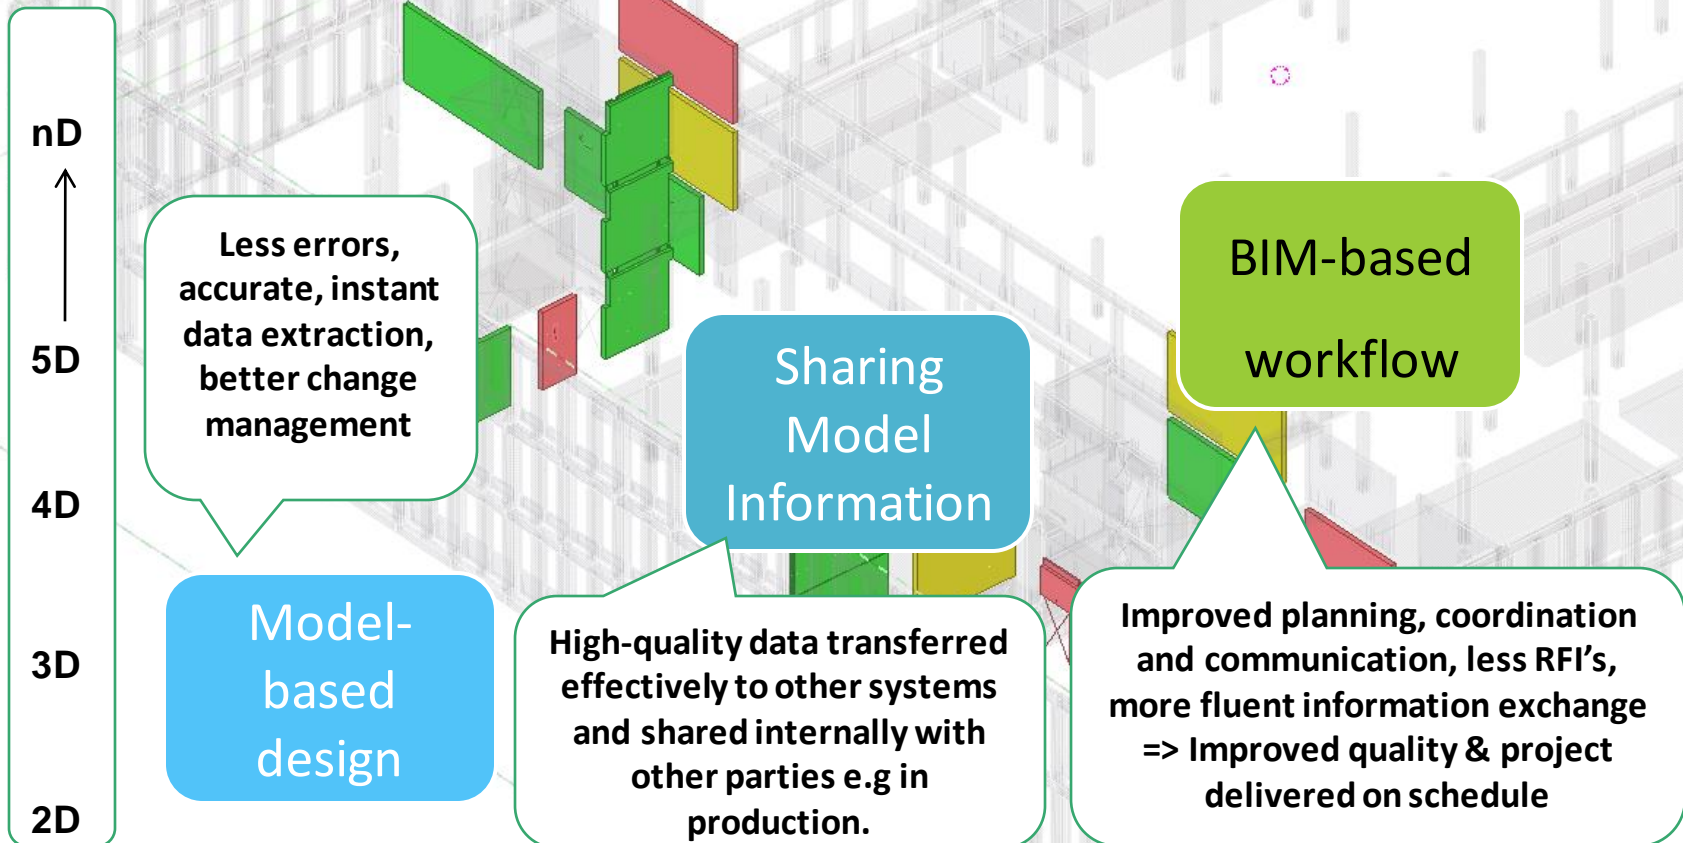 nD
5D
4D
3D
2D
Less errors,
accurate, instant
data extraction,
better change
management
Model-
based
design
Sharing
Model
Information
High-quality data transferred
effectively to other systems
and shared internally with
other parties e.g in
production.
BIM-based
workflow
Improved planning, coordination
and communication, less RFI’s,
more fluent information exchange
=> Improved quality & project
delivered on schedule